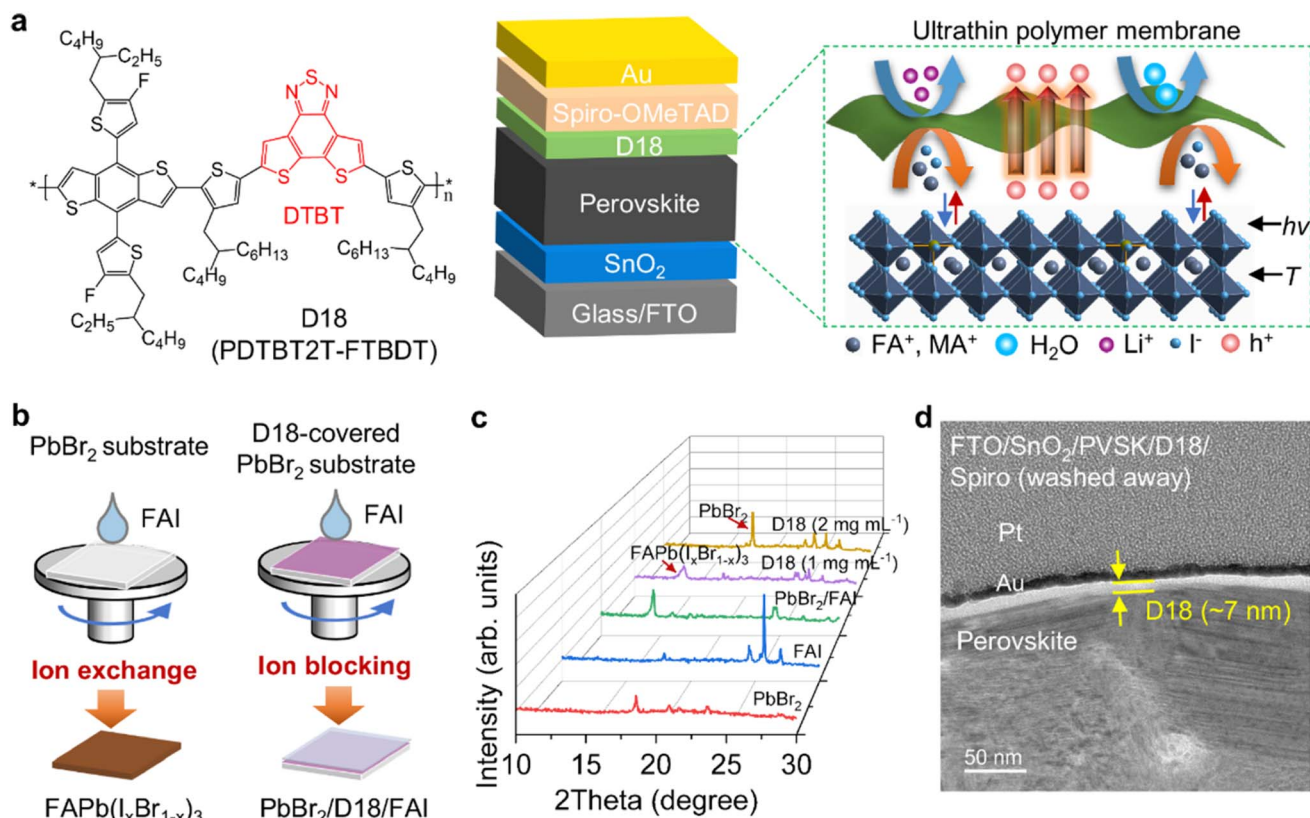 a
C₄H₉
C₂H₅
F
S
N S N
S
S
S
S
S
S
S
*
n
*
DTBT
S
F
C₂H₅
C₄H₉
C₄H₉
C₆H₁₃
C₆H₁₃
C₄H₉
D18
(PDTBT2T-FTBDT)
Au
Spiro-OMeTAD
D18
Perovskite
SnO₂
Glass/FTO
Ultrathin polymer membrane
h⁺ h⁺ h⁺
h⁺ h⁺ h⁺
hv
T
FA⁺, MA⁺ H₂O Li⁺ I⁻ h⁺
b
PbBr₂ substrate
FAI
Ion exchange
FAPb(IₓBr₁₋ₓ)₃
D18-covered
PbBr₂ substrate
FAI
Ion blocking
PbBr₂/D18/FAI
c
Intensity (arb. units)
PbBr₂
D18 (2 mg mL⁻¹)
FAPb(IₓBr₁₋ₓ)₃
D18 (1 mg mL⁻¹)
PbBr₂/FAI
FAI
PbBr₂
10 15 20 25 30
2Theta (degree)
d
FTO/SnO₂/PVSK/D18/
Spiro (washed away)
Pt
Au
D18 (~7 nm)
Perovskite
50 nm